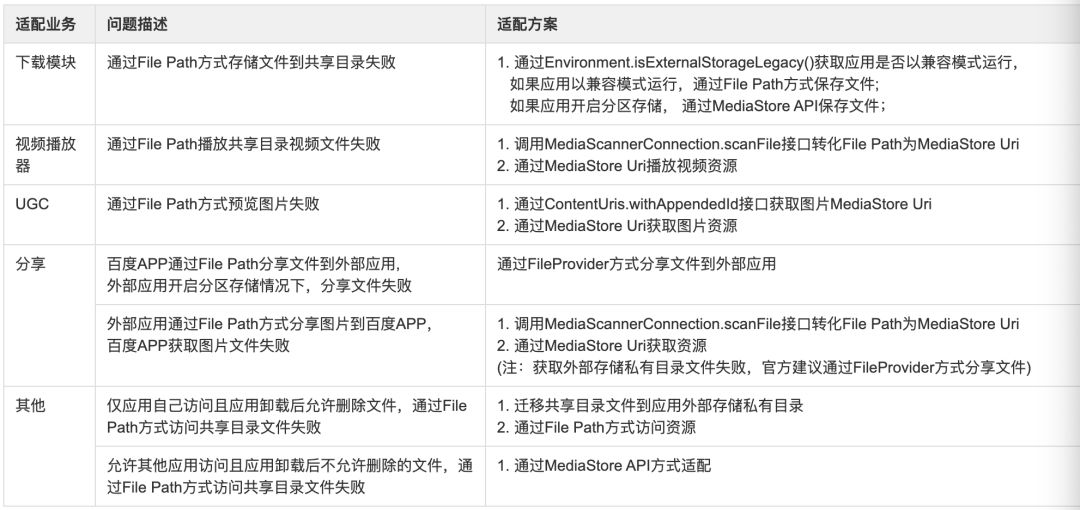 适配业务 问题描述 适配方案
下载模块 通过File Path方式存储文件到共享目录失败 1. 通过Environment.isExternalStorageLegacy()获取应用是否以兼容模式运行，
如果应用以兼容模式运行，通过File Path方式保存文件;
如果应用开启分区存储， 通过MediaStore API保存文件；
视频播放
器
通过File Path播放共享目录视频文件失败
1. 调用MediaScannerConnection.scanFile接口转化File Path为MediaStore Uri
2. 通过MediaStore Uri播放视频资源
UGC 通过File Path方式预览图片失败 1. 通过ContentUris.withAppendedId接口获取图片MediaStore Uri
2. 通过MediaStore Uri获取图片资源
分享
百度APP通过File Path分享文件到外部应用，
外部应用开启分区存储情况下，分享文件失败
通过FileProvider方式分享文件到外部应用
外部应用通过File Path方式分享图片到百度APP，
百度APP获取图片文件失败
1. 调用MediaScannerConnection.scanFile接口转化File Path为MediaStore Uri
2. 通过MediaStore Uri获取资源
(注：获取外部存储私有目录文件失败，官方建议通过FileProvider方式分享文件)
其他
仅应用自己访问且应用卸载后允许删除文件，通过File
Path方式访问共享目录文件失败
1. 迁移共享目录文件到应用外部存储私有目录
2. 通过File Path方式访问资源
允许其他应用访问且应用卸载后不允许删除的文件，通
过File Path方式访问共享目录文件失败
1. 通过MediaStore API方式适配